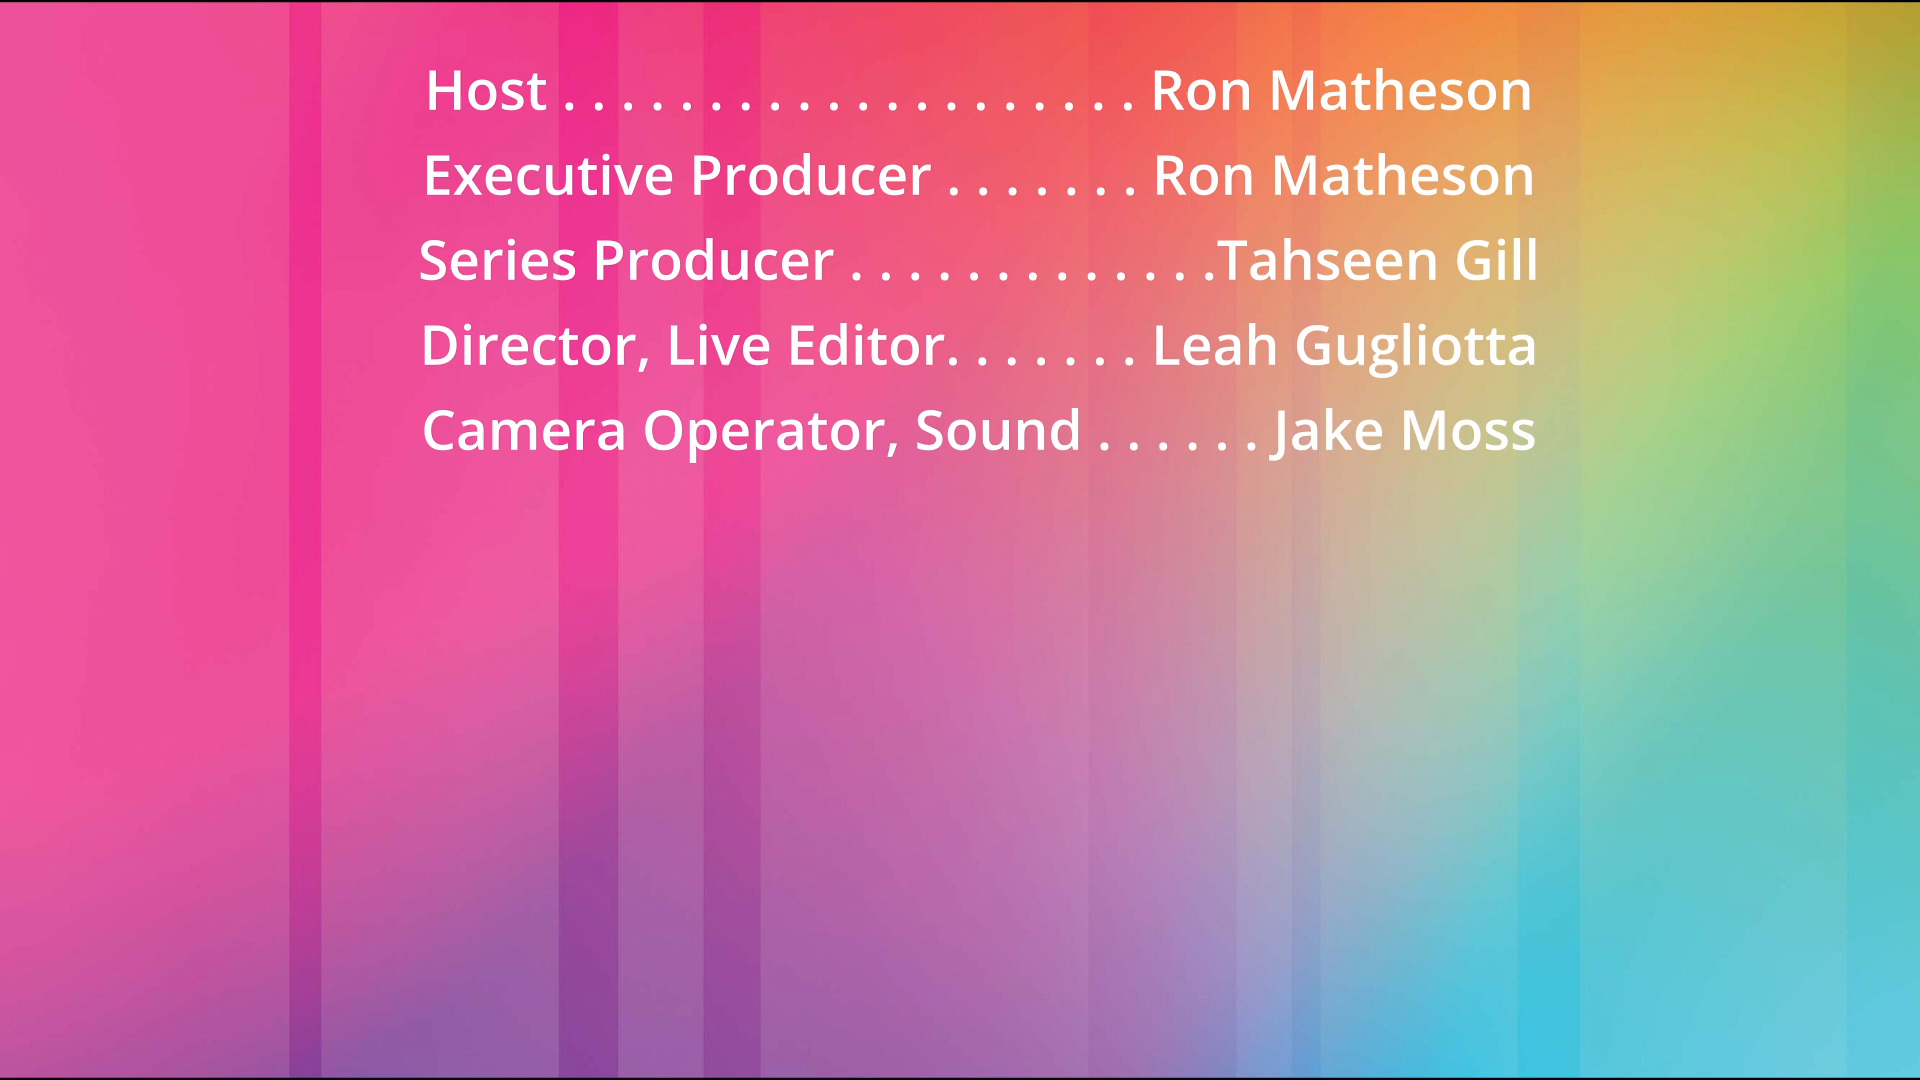 Host . . . . . . . . . . . . . . . . . . . . Ron Matheson
Executive Producer . . . . . . . Ron Matheson
Series Producer . . . . . . . . . . . . .Tahseen Gill
Director, Live Editor. . . . . . . Leah Gugliotta
Camera Operator, Sound . . . . . . Jake Moss